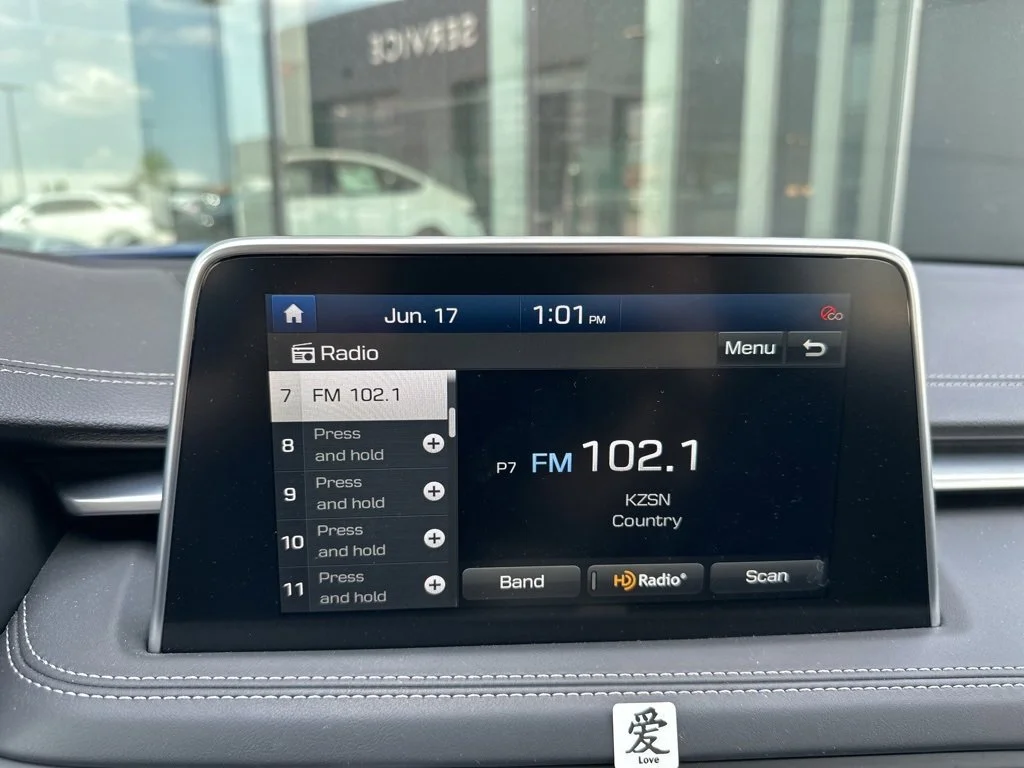 SERVICE
Jun. 17 1:01 PM
Radio
Menu
7 FM 102.1
8 Press and hold
9 Press and hold
10 Press and hold
11 Press and hold
P7 FM 102.1
KZSN
Country
Band
HD Radio®
Scan
爱
Love